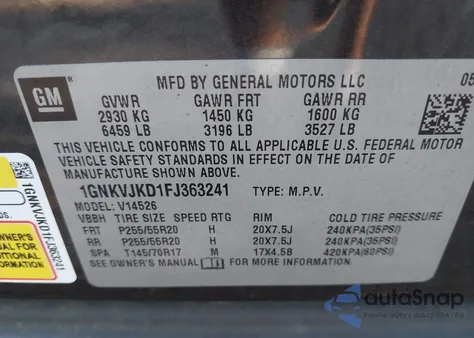 GM
MFD BY GENERAL MOTORS LLC
05
GVWR GAWR FRT GAWR RR
2930 KG 1450 KG 1600 KG
6459 LB 3196 LB 3527 LB
THIS VEHICLE CONFORMS TO ALL APPLICABLE U.S. FEDERAL MOTOR
VEHICLE SAFETY STANDARDS IN EFFECT ON THE DATE OF
MANUFACTURE SHOWN ABOVE.
1GNKVJKD1FJ363241 TYPE: M.P.V.
MODEL: V14526
VBBH TIRE SIZE SPEED RTG RIM COLD TIRE PRESSURE
FRT P255/55R20 H 20X7.5J 240KPA(35PSI)
RR P255/55R20 H 20X7.5J 240KPA(35PSI)
SPA T145/70R17 M 17X4.5B 420KPA(60PSI)
SEE OWNER'S MANUAL FOR MORE INFORMATION
1GNKVJKD1FJ363241
OWNER'S
MANUAL
autoSnap